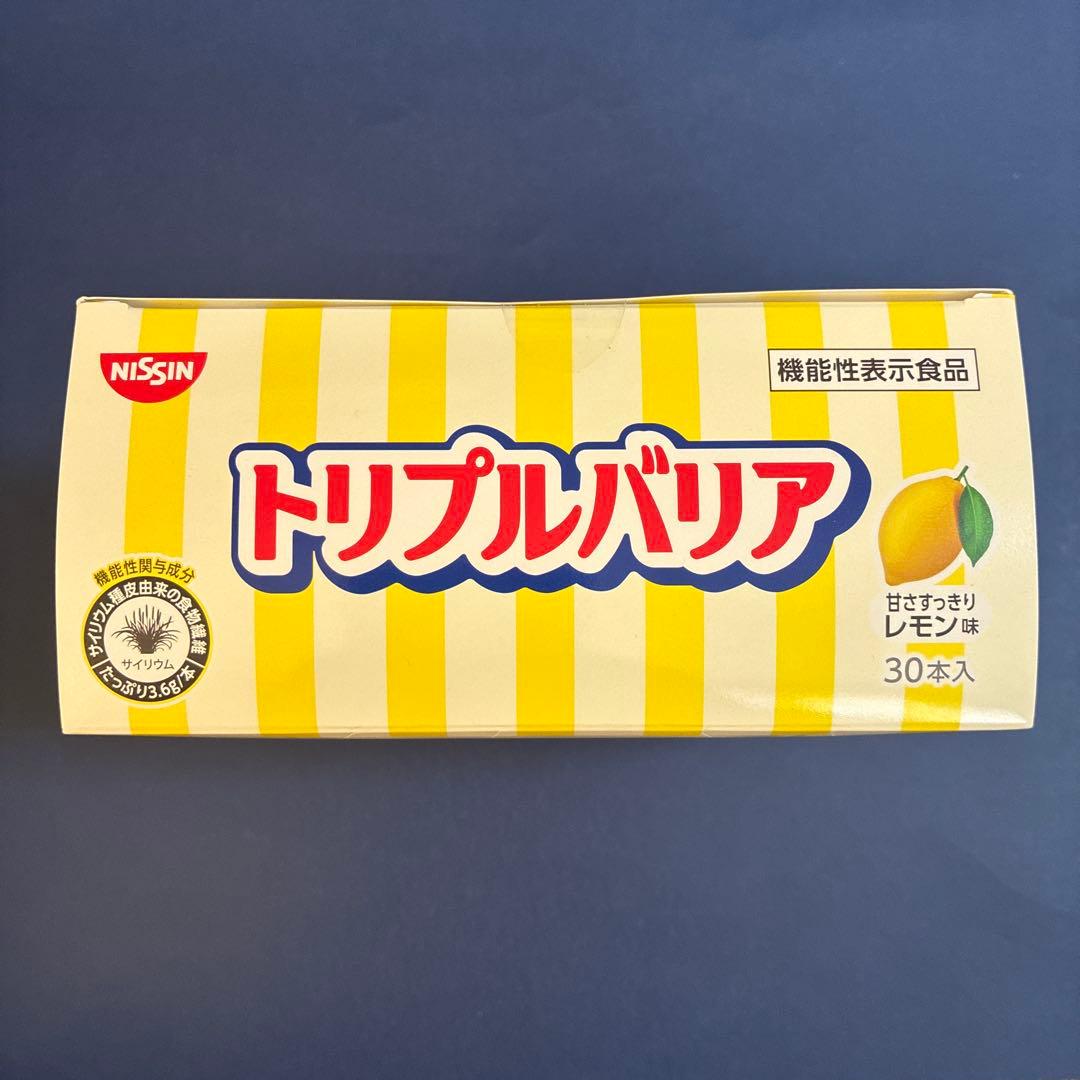 NISSIN
機能性表示食品
トリプルバリア
機能性関与成分
サイリウム種皮由来の食物繊維
サイリウム
たっぷり3.6g/本
甘さすっきり
レモン味
30本入